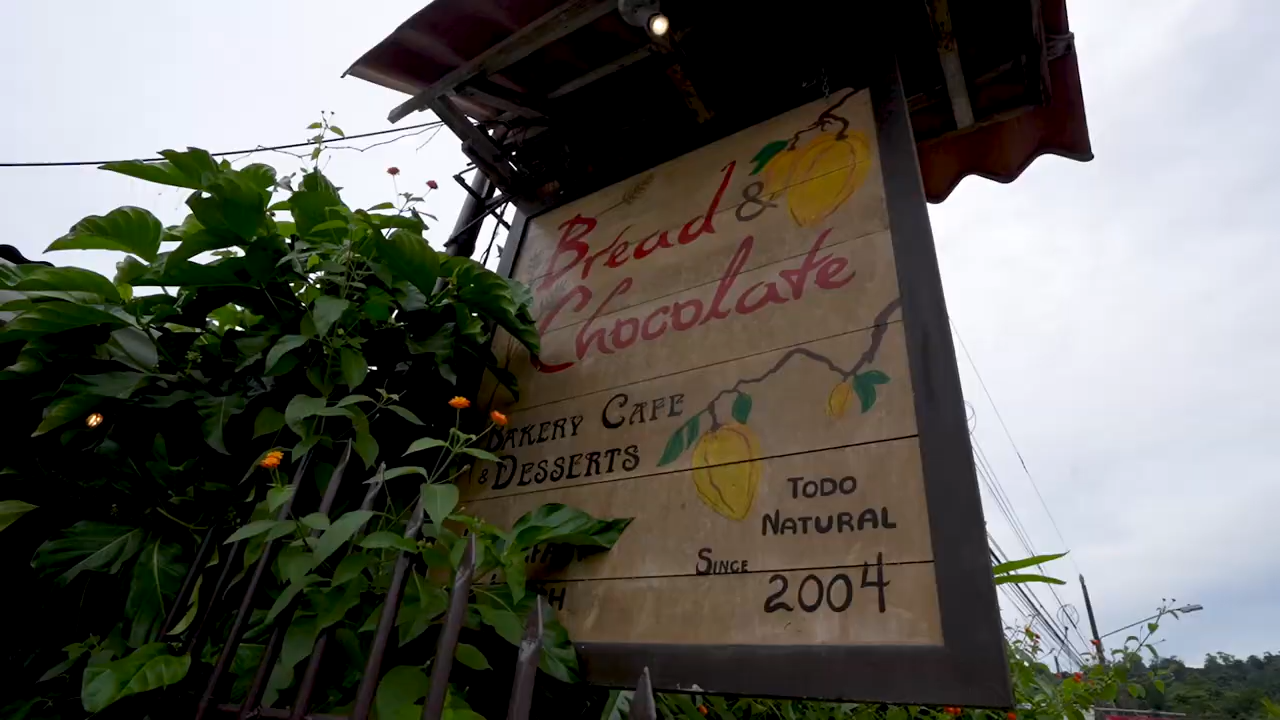 Bread &
Chocolate
BAKERY CAFE
& DESSERTS
TODO
NATURAL
SINCE
2004